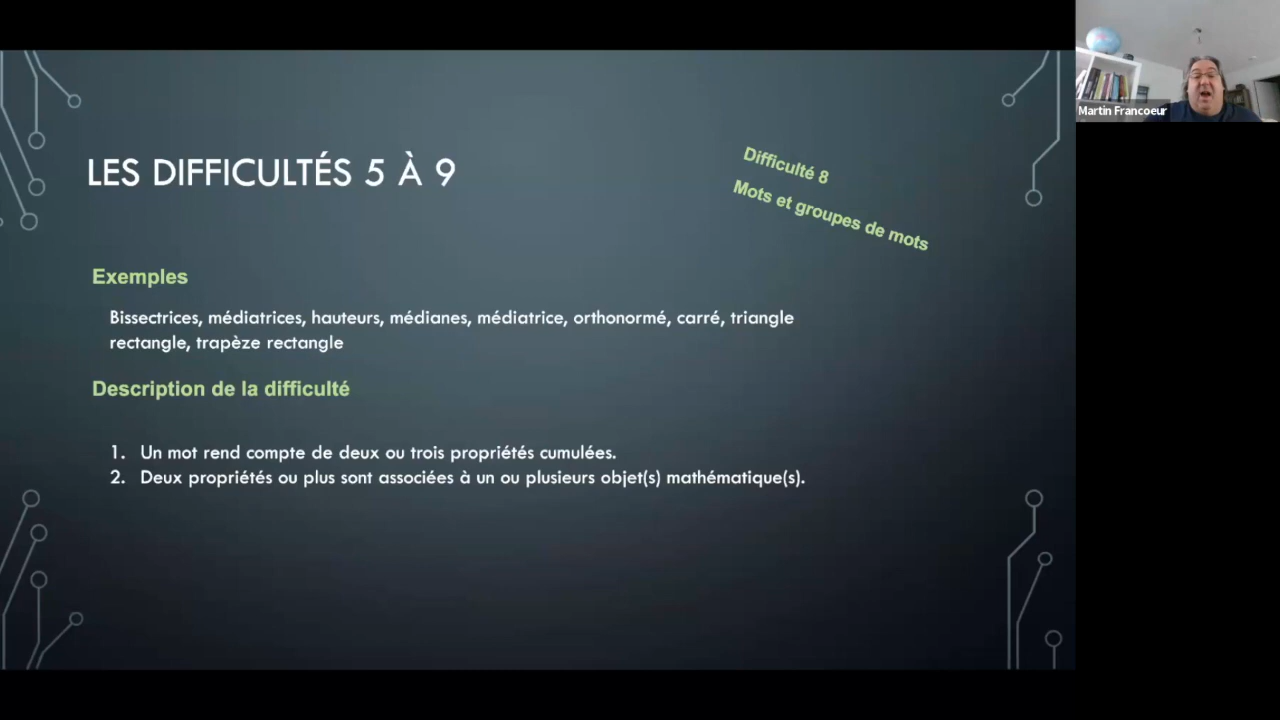 LES DIFFICULTÉS 5 À 9
Difficulté 8
Mots et groupes de mots
Exemples
Bissectrices, médiatrices, hauteurs, médianes, médiatrice, orthonormé, carré, triangle
rectangle, trapèze rectangle
Description de la difficulté
1. Un mot rend compte de deux ou trois propriétés cumulées.
2. Deux propriétés ou plus sont associées à un ou plusieurs objet(s) mathématique(s).
Martin Francoeur